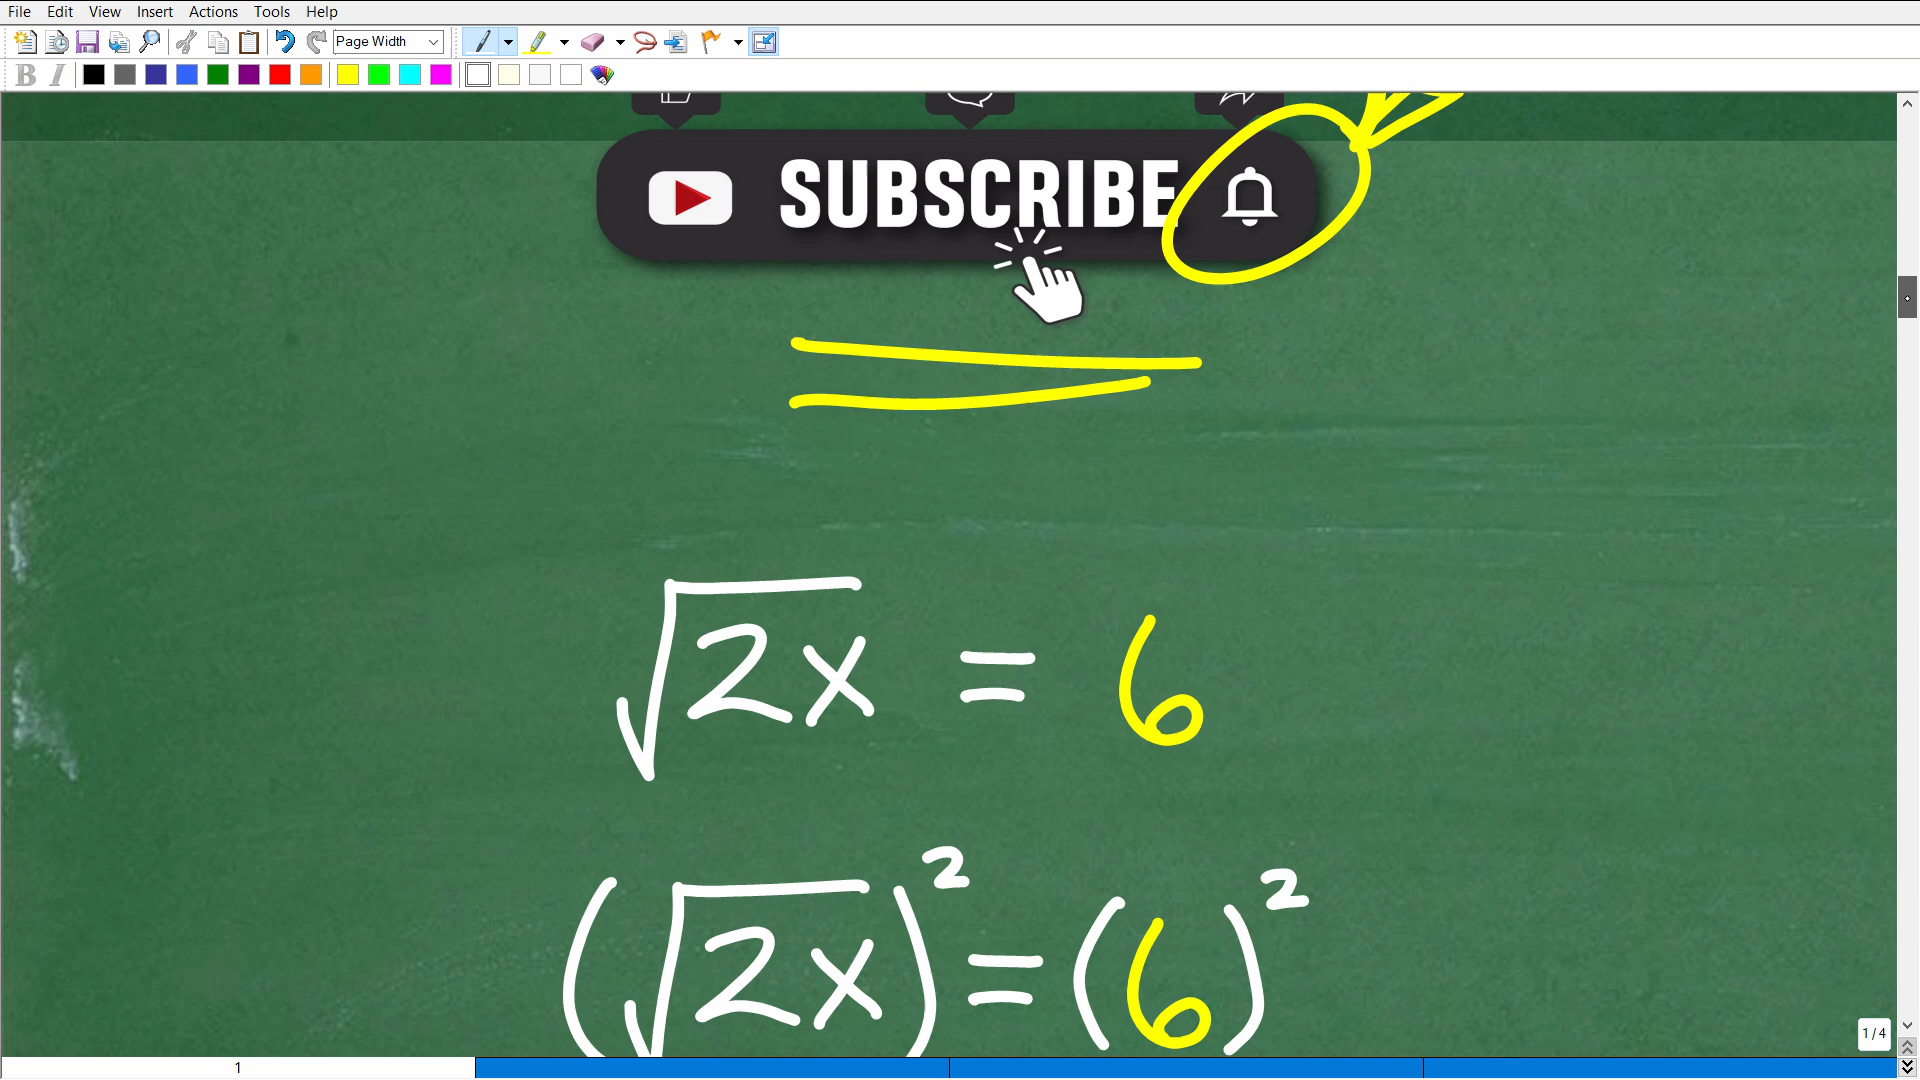 File Edit View Insert Actions Tools Help
Page Width
B I
SUBSCRIBE
√2x = 6
(√2x)² = (6)²
1 / 4
1